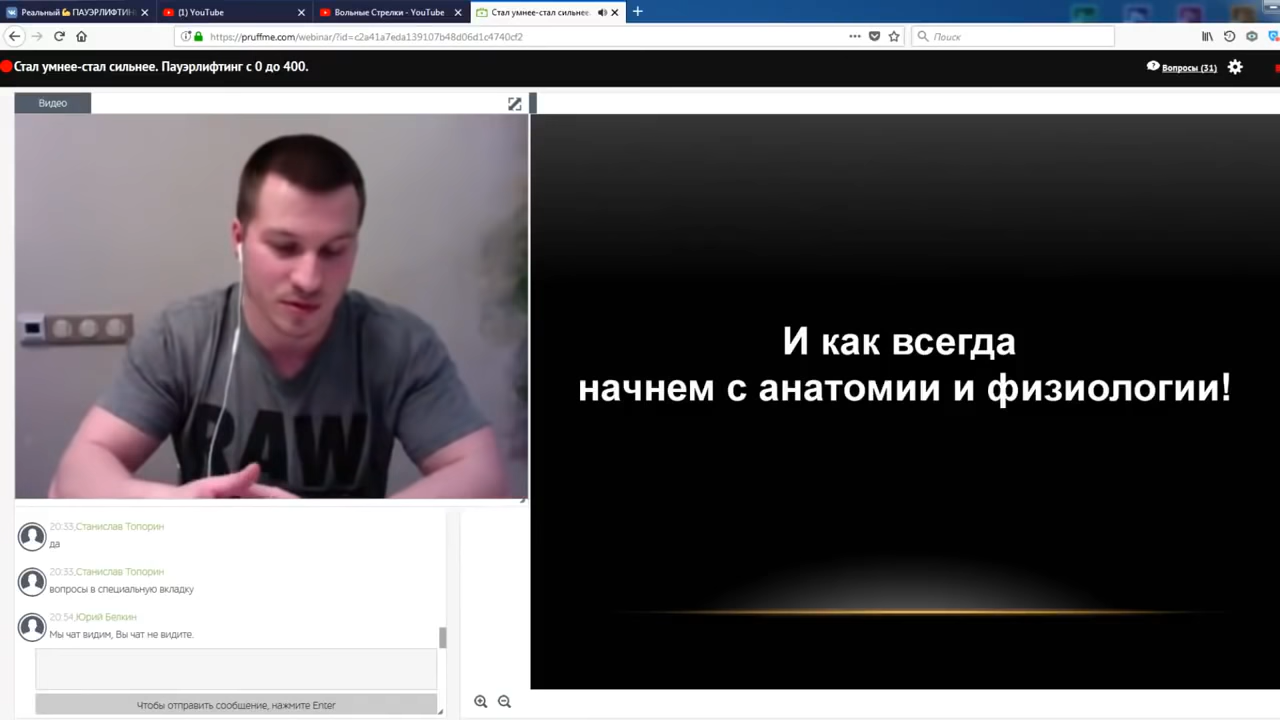 Реальный 💪 ПАУЭРЛИФТИН
(1) YouTube
Вольные Стрелки - YouTube
Стал умнее-стал сильнее.
https://pruffme.com/webinar/?id=c2a41a7eda139107b48d06d1c4740cf2
Поиск
Стал умнее-стал сильнее. Пауэрлифтинг с 0 до 400.
Вопросы (31)
Видео
RAW
И как всегда
начнем с анатомии и физиологии!
20:33,Станислав Топорин
да
20:33,Станислав Топорин
вопросы в специальную вкладку
20:54,Юрий Белкин
Мы чат видим, Вы чат не видите.
Чтобы отправить сообщение, нажмите Enter